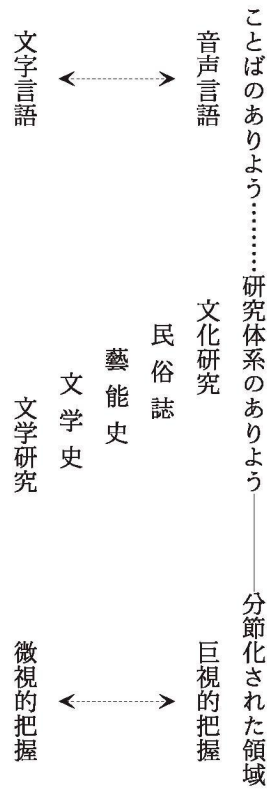 ことばのありよう…………研究体系のありよう――――分節化された領域
音声言語　文化研究　巨視的把握
民俗誌
藝能史
文学史
文字言語　文学研究　微視的把握